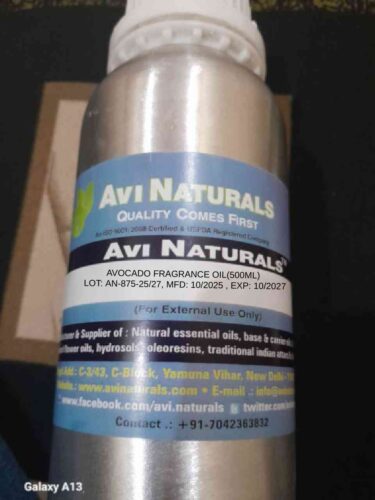 AVI NATURALS
QUALITY COMES FIRST
An ISO 9001: 2008 Certified & USFDA Registered Company
AVI NATURALS
AVOCADO FRAGRANCE OIL(500ML)
LOT: AN-875-25/27, MFD: 10/2025 , EXP: 10/2027
(For External Use Only)
& Supplier of : Natural essential oils, base & carrier
flower oils, hydrosols, oleoresins, traditional indian
Add.- C-3/43, C-Block, Yamuna Vihar, New Delhi-
: www.avinaturals.com • E-mail .: info@
: www.facebook.com/avi.naturals twitter.com
Contact .: +91-7042363832
Galaxy A13